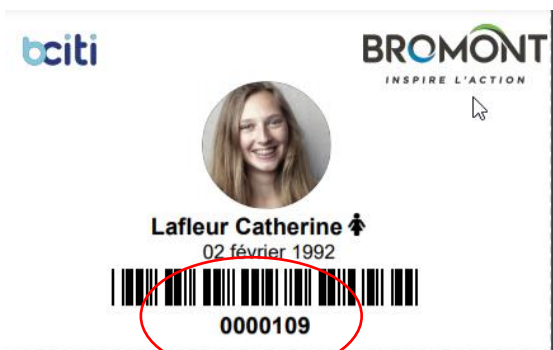 bciti
BROMONT
INSPIRE L'ACTION
Lafleur Catherine
02 février 1992
0000109